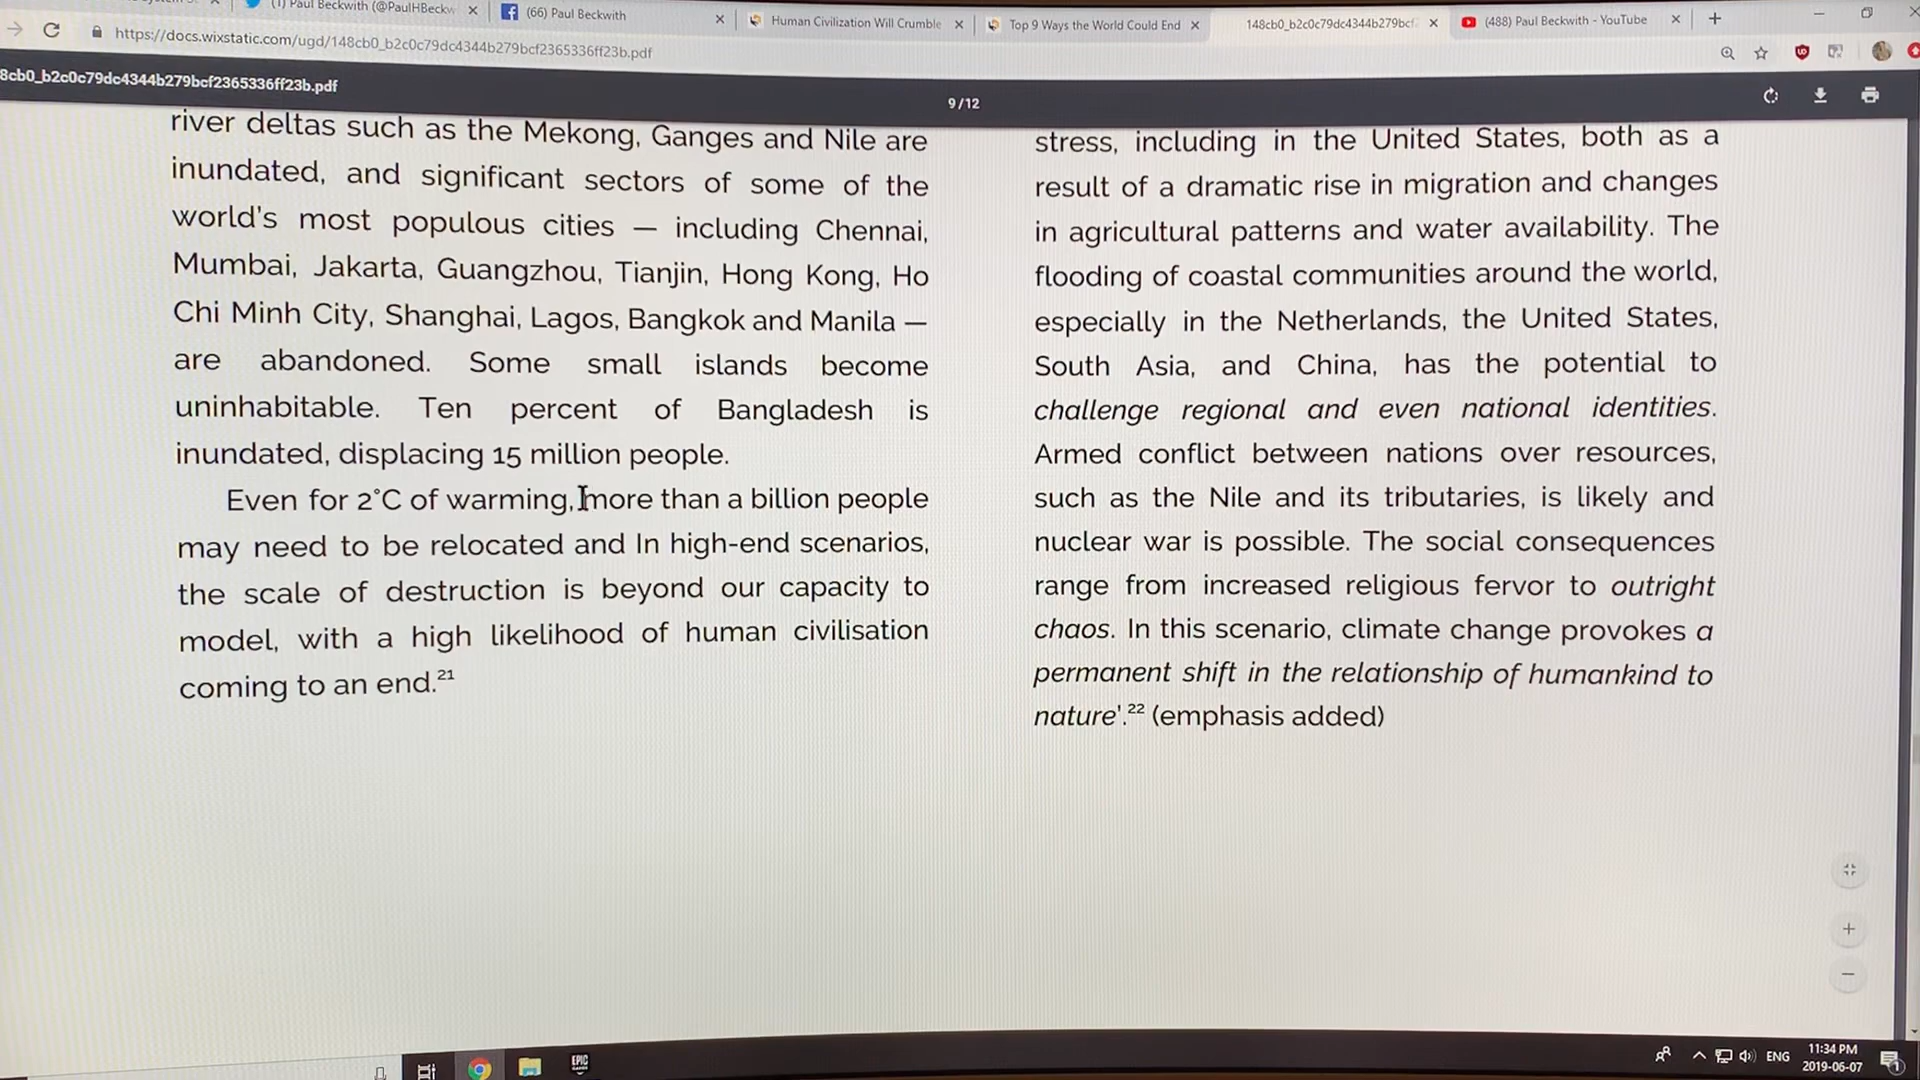 (1) Paul Beckwith (@PaulHBeckw
(66) Paul Beckwith
Human Civilization Will Crumble
Top 9 Ways the World Could End
148cb0_b2c0c79dc4344b279bcf
(488) Paul Beckwith - YouTube
https://docs.wixstatic.com/ugd/148cb0_b2c0c79dc4344b279bcf2365336ff23b.pdf
8cb0_b2c0c79dc4344b279bcf2365336ff23b.pdf
9/12
river deltas such as the Mekong, Ganges and Nile are
inundated, and significant sectors of some of the
world's most populous cities — including Chennai,
Mumbai, Jakarta, Guangzhou, Tianjin, Hong Kong, Ho
Chi Minh City, Shanghai, Lagos, Bangkok and Manila —
are abandoned. Some small islands become
uninhabitable. Ten percent of Bangladesh is
inundated, displacing 15 million people.
Even for 2°C of warming, more than a billion people
may need to be relocated and In high-end scenarios,
the scale of destruction is beyond our capacity to
model, with a high likelihood of human civilisation
coming to an end.²¹
stress, including in the United States, both as a
result of a dramatic rise in migration and changes
in agricultural patterns and water availability. The
flooding of coastal communities around the world,
especially in the Netherlands, the United States,
South Asia, and China, has the potential to
challenge regional and even national identities.
Armed conflict between nations over resources,
such as the Nile and its tributaries, is likely and
nuclear war is possible. The social consequences
range from increased religious fervor to outright
chaos. In this scenario, climate change provokes a
permanent shift in the relationship of humankind to
nature'.²² (emphasis added)
EPIC
GAMES
ENG
11:34 PM
2019-06-07
1